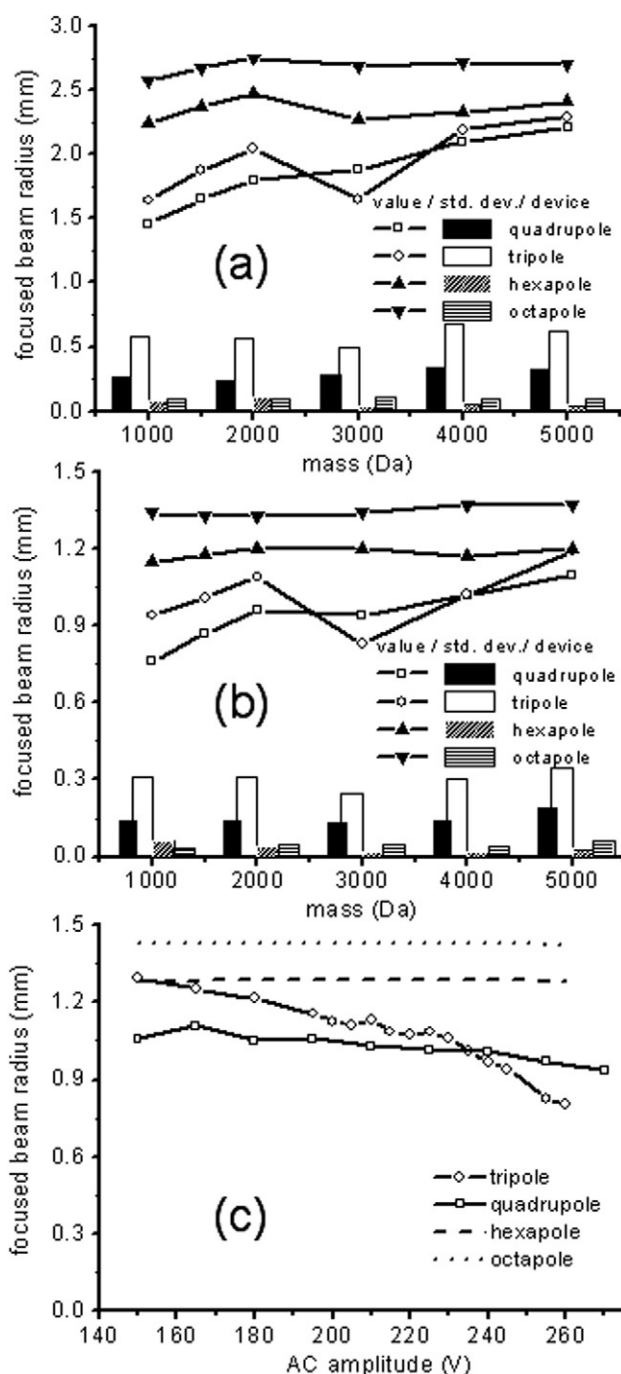 (a)
focused beam radius (mm)
3.0
2.5
2.0
1.5
1.0
0.5
0.0
value / std. dev./ device
quadrupole
tripole
hexapole
octapole
1000 2000 3000 4000 5000
mass (Da)
(b)
focused beam radius (mm)
1.5
1.2
0.9
0.6
0.3
0.0
value / std. dev./ device
quadrupole
tripole
hexapole
octapole
1000 2000 3000 4000 5000
mass (Da)
(c)
focused beam radius (mm)
1.5
1.2
0.9
0.6
0.3
0.0
tripole
quadrupole
hexapole
octapole
140 160 180 200 220 240 260
AC amplitude (V)